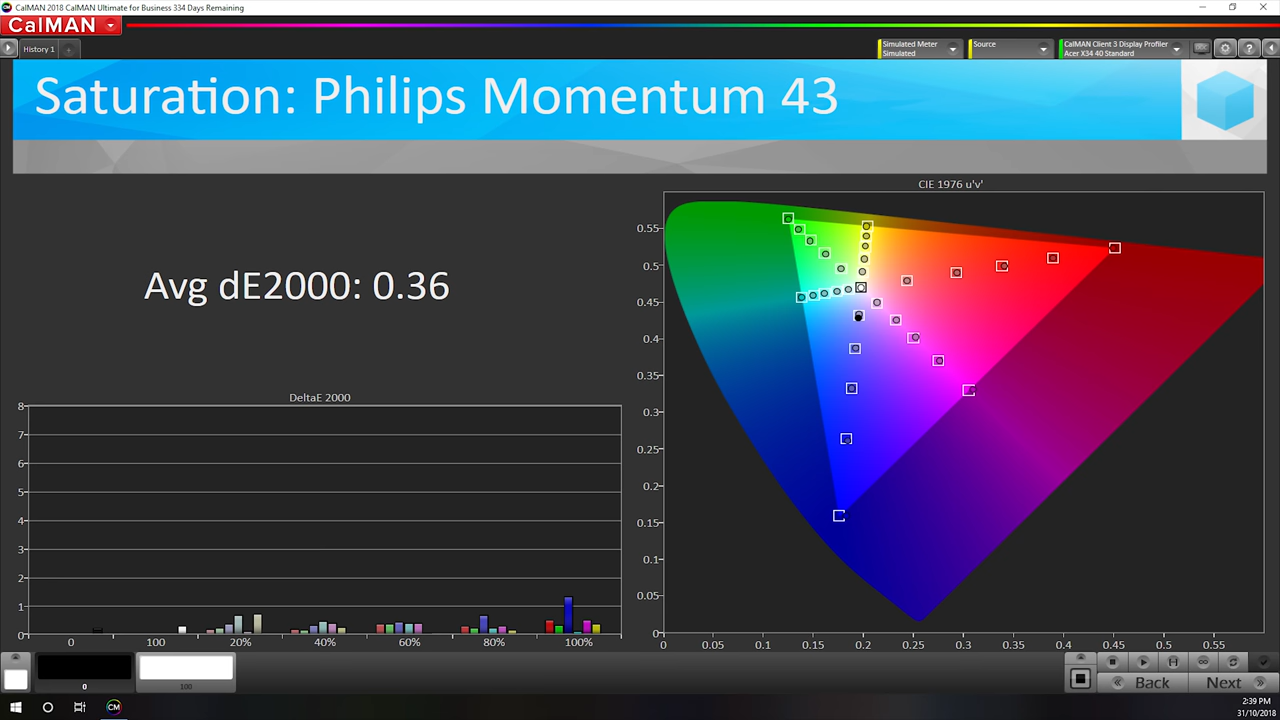 CalMAN 2018 CalMAN Ultimate for Business 334 Days Remaining
CalMAN
History 1
Simulated Meter
Simulated
Source
CalMAN Client 3 Display Profiler
Acer X34 40 Standard
Saturation: Philips Momentum 43
Avg dE2000: 0.36
DeltaE 2000
8
7
6
5
4
3
2
1
0
0 100 20% 40% 60% 80% 100%
CIE 1976 u'v'
0.55
0.5
0.45
0.4
0.35
0.3
0.25
0.2
0.15
0.1
0.05
0
0 0.05 0.1 0.15 0.2 0.25 0.3 0.35 0.4 0.45 0.5 0.55
0
100
Back
Next
CM
2:39 PM
31/10/2018